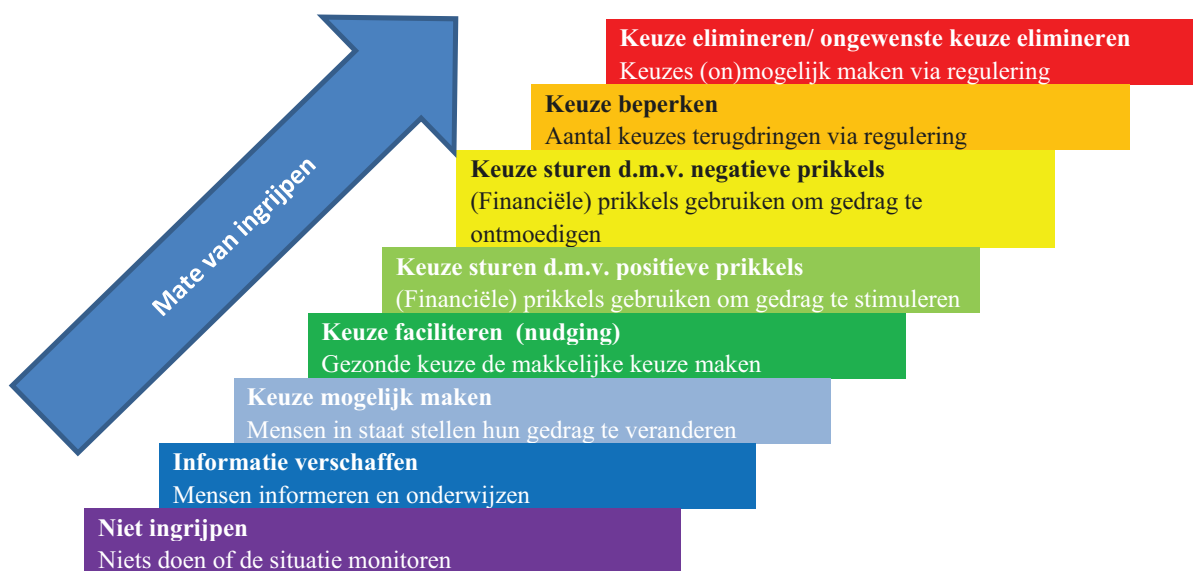 Keuze elimineren/ ongewenste keuze elimineren
Keuzes (on)mogelijk maken via regulering
Keuze beperken
Aantal keuzes terugdringen via regulering
Keuze sturen d.m.v. negatieve prikkels
(Financiële) prikkels gebruiken om gedrag te
ontmoedigen
Keuze sturen d.m.v. positieve prikkels
(Financiële) prikkels gebruiken om gedrag te stimuleren
Keuze faciliteren (nudging)
Gezonde keuze de makkelijke keuze maken
Keuze mogelijk maken
Mensen in staat stellen hun gedrag te veranderen
Informatie verschaffen
Mensen informeren en onderwijzen
Niet ingrijpen
Niets doen of de situatie monitoren
Mate van ingrijpen